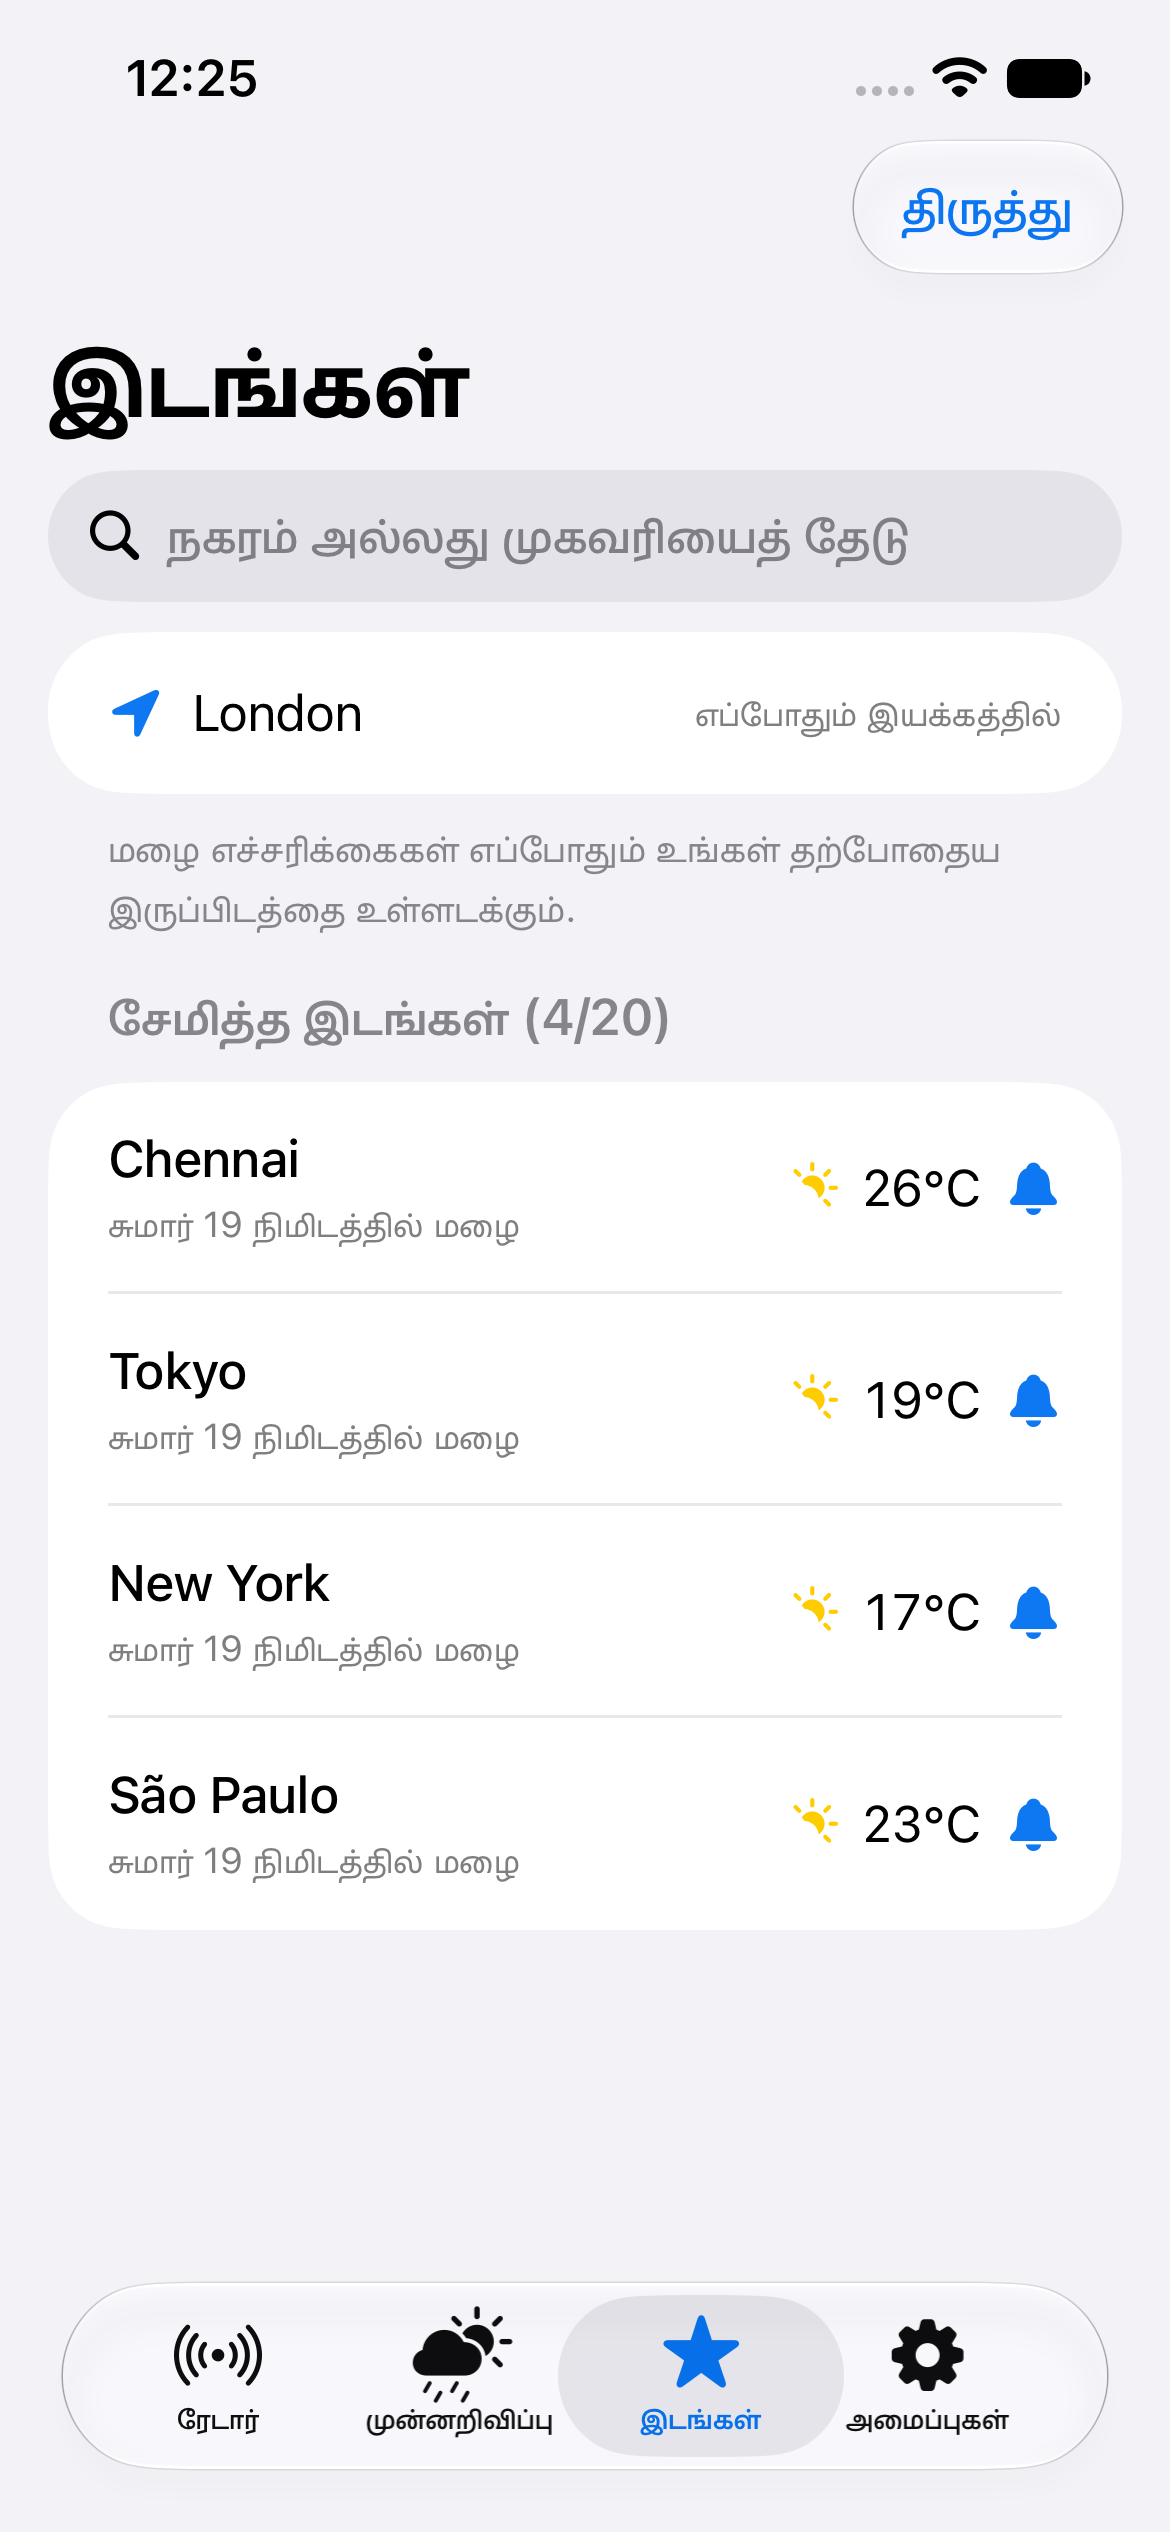 12:25
திருத்து
இடங்கள்
நகரம் அல்லது முகவரியைத் தேடு
London
எப்போதும் இயக்கத்தில்
மழை எச்சரிக்கைகள் எப்போதும் உங்கள் தற்போதைய
இருப்பிடத்தை உள்ளடக்கும்.
சேமித்த இடங்கள் (4/20)
Chennai
சுமார் 19 நிமிடத்தில் மழை
26°C
Tokyo
சுமார் 19 நிமிடத்தில் மழை
19°C
New York
சுமார் 19 நிமிடத்தில் மழை
17°C
São Paulo
சுமார் 19 நிமிடத்தில் மழை
23°C
ரேடார்
முன்னறிவிப்பு
இடங்கள்
அமைப்புகள்